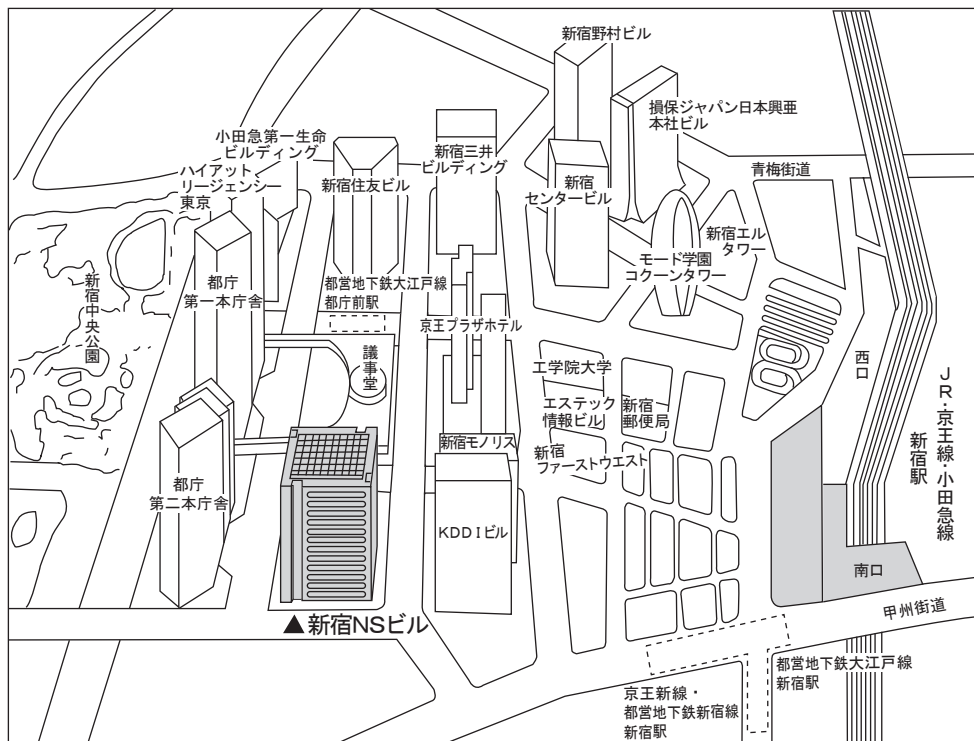 新宿野村ビル
損保ジャパン日本興亜
本社ビル
小田急第一生命
ビルディング
ハイアット
リージェンシー
東京
新宿住友ビル
新宿三井
ビルディング
新宿
センタービル
青梅街道
新宿エル
タワー
モード学園
コクーンタワー
都庁
第一本庁舎
新宿中央公園
都営地下鉄大江戸線
都庁前駅
京王プラザホテル
議事堂
工学院大学
エステック
情報ビル
新宿
郵便局
西口
JR・京王線・小田急線
新宿駅
新宿モノリス
新宿
ファーストウエスト
都庁
第二本庁舎
KDDIビル
南口
甲州街道
▲新宿NSビル
都営地下鉄大江戸線
新宿駅
京王新線・
都営地下鉄新宿線
新宿駅